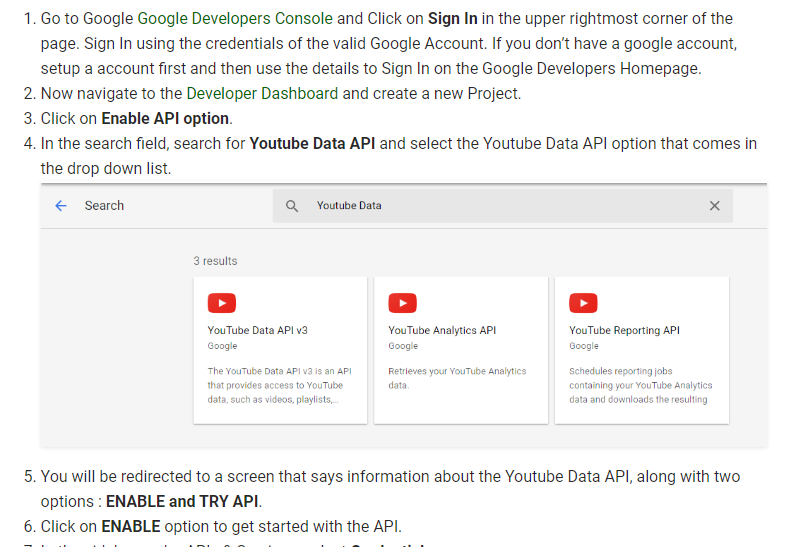 1. Go to Google Google Developers Console and Click on Sign In in the upper rightmost corner of the
page. Sign In using the credentials of the valid Google Account. If you don’t have a google account,
setup a account first and then use the details to Sign In on the Google Developers Homepage.
2. Now navigate to the Developer Dashboard and create a new Project.
3. Click on Enable API option.
4. In the search field, search for Youtube Data API and select the Youtube Data API option that comes in
the drop down list.
Search
Youtube Data
3 results
YouTube Data API v3
Google
The YouTube Data API v3 is an API
that provides access to YouTube
data, such as videos, playlists,...
YouTube Analytics API
Google
Retrieves your YouTube Analytics
data.
YouTube Reporting API
Google
Schedules reporting jobs
containing your YouTube Analytics
data and downloads the resulting
5. You will be redirected to a screen that says information about the Youtube Data API, along with two
options : ENABLE and TRY API.
6. Click on ENABLE option to get started with the API.